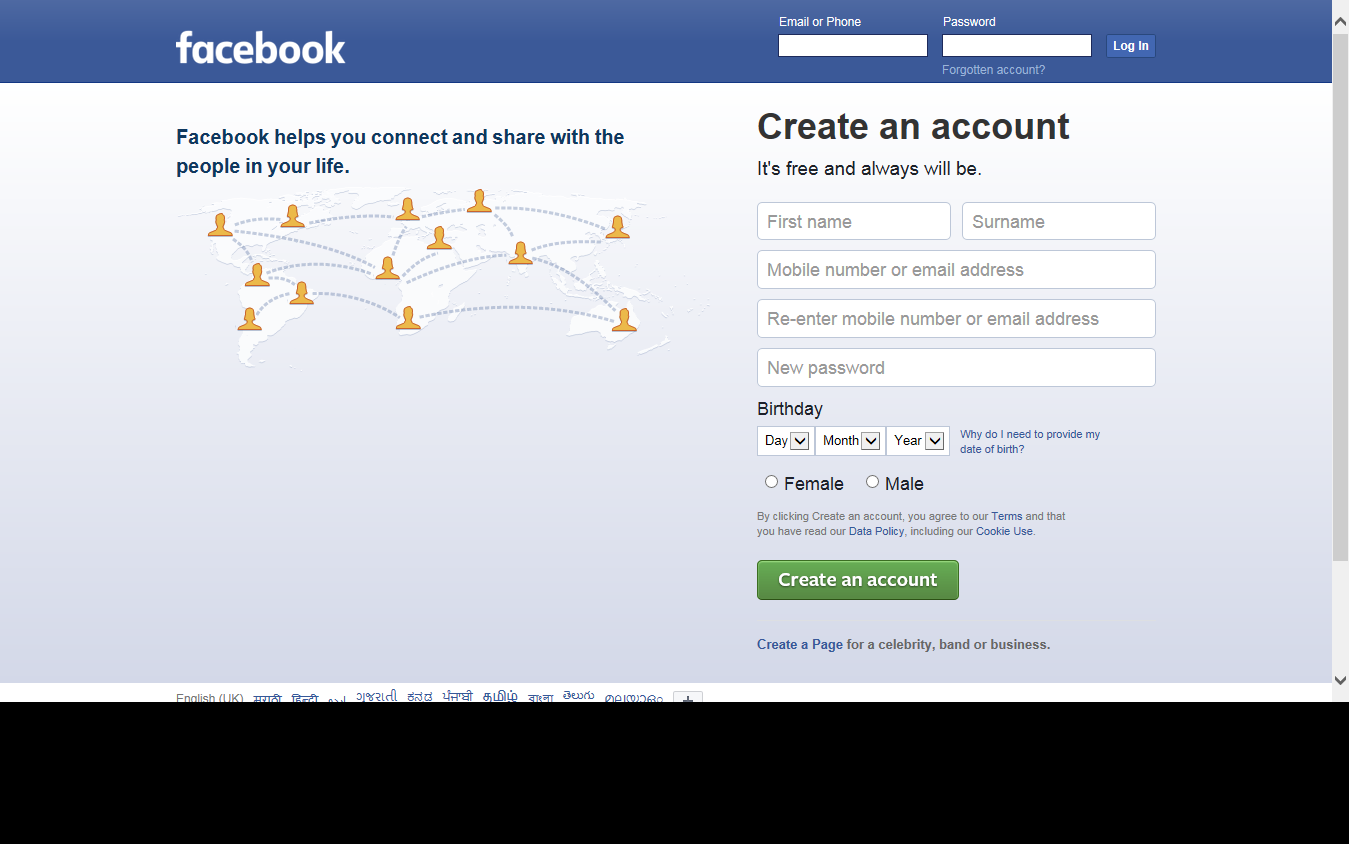 facebook
Email or Phone
Password
Log In
Forgotten account?
Facebook helps you connect and share with the
people in your life.
Create an account
It's free and always will be.
First name
Surname
Mobile number or email address
Re-enter mobile number or email address
New password
Birthday
Day
Month
Year
Why do I need to provide my
date of birth?
Female
Male
By clicking Create an account, you agree to our Terms and that
you have read our Data Policy, including our Cookie Use.
Create an account
Create a Page for a celebrity, band or business.
English (UK) मराठी हिन्दी اردو ગુજરાતી ಕನ್ನಡ ਪੰਜਾਬੀ தமிழ் বাংলা తెలుగు മലയാളം +